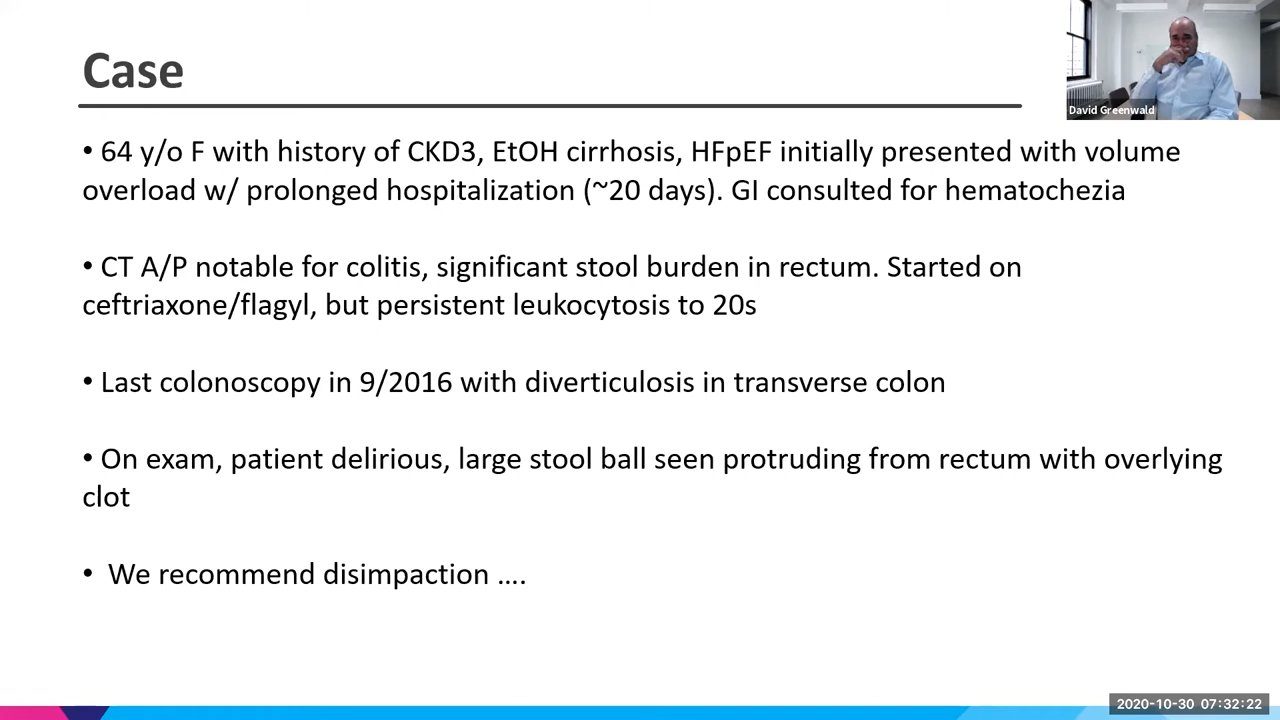 Case
David Greenwald
• 64 y/o F with history of CKD3, EtOH cirrhosis, HFpEF initially presented with volume
overload w/ prolonged hospitalization (~20 days). GI consulted for hematochezia
• CT A/P notable for colitis, significant stool burden in rectum. Started on
ceftriaxone/flagyl, but persistent leukocytosis to 20s
• Last colonoscopy in 9/2016 with diverticulosis in transverse colon
• On exam, patient delirious, large stool ball seen protruding from rectum with overlying
clot
• We recommend disimpaction ….
2020-10-30 07:32:22